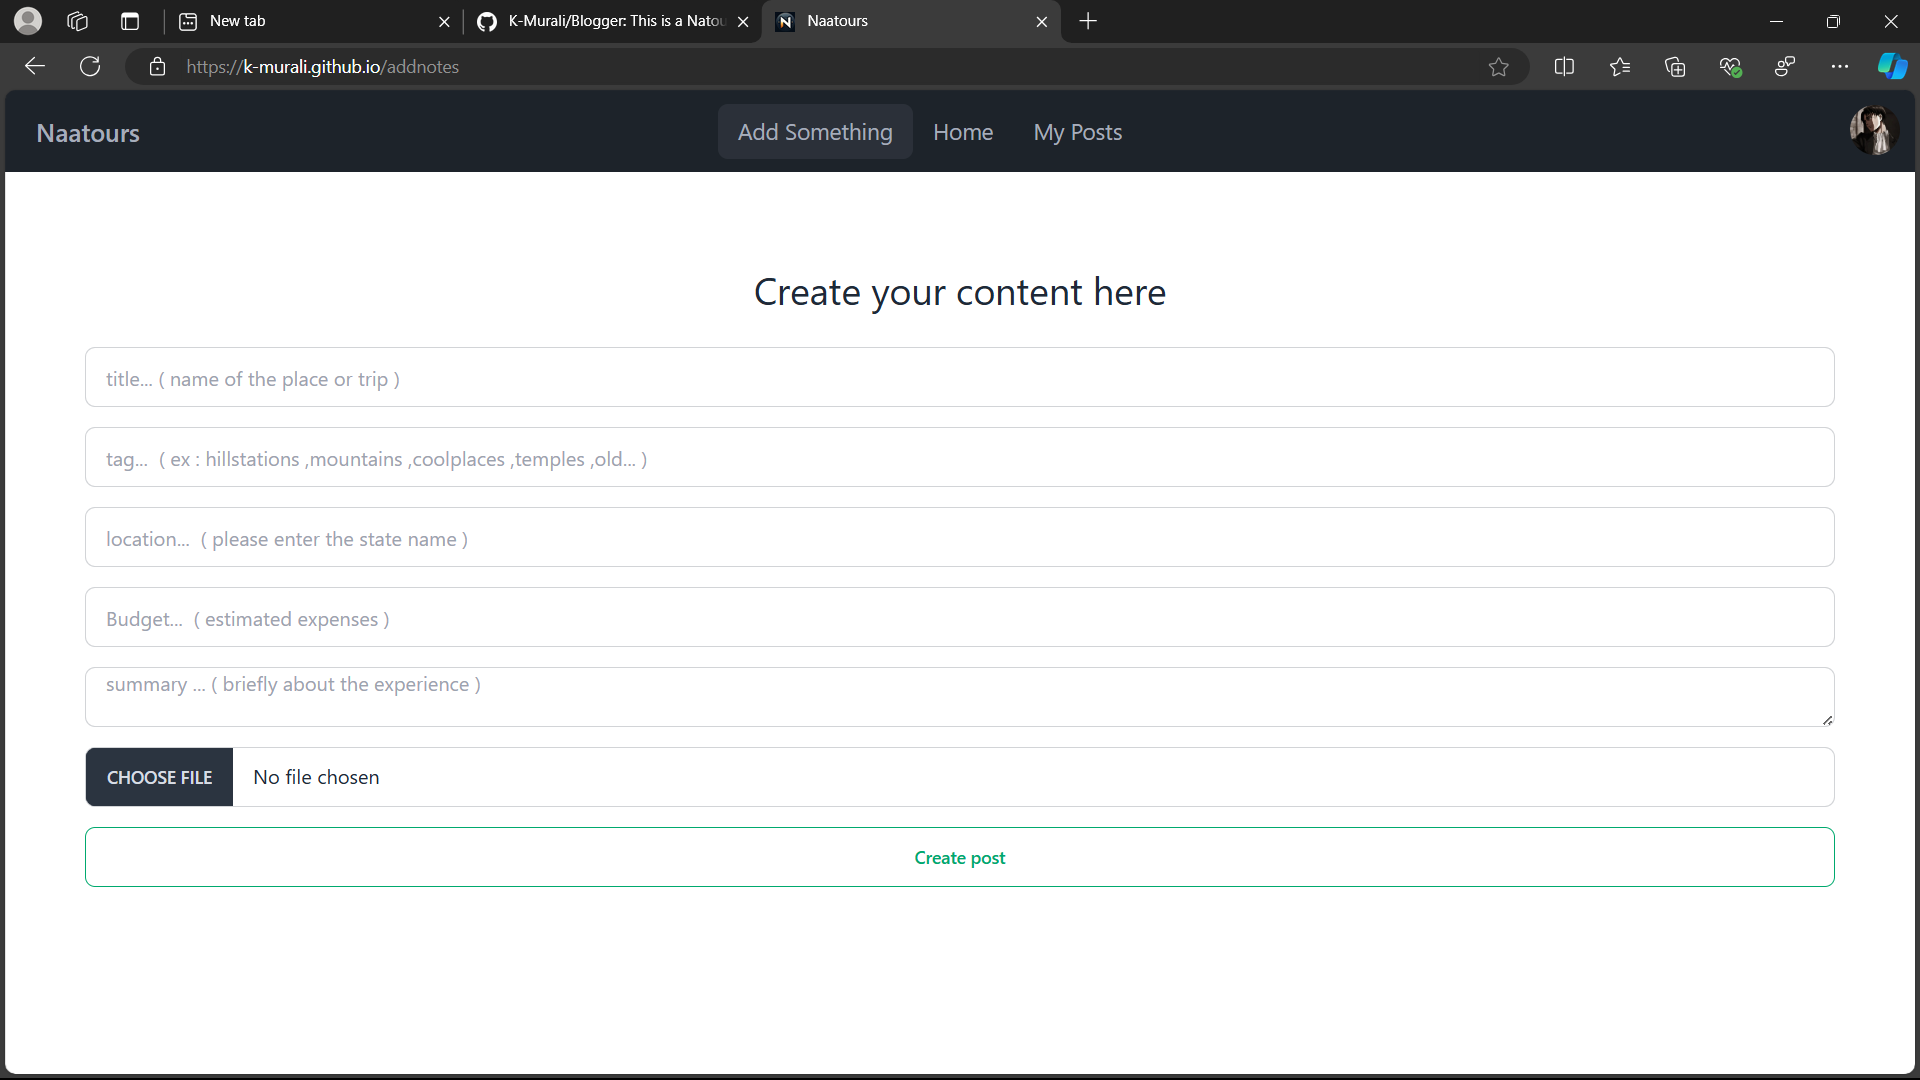 New tab
K-Murali/Blogger: This is a Natou
Naatours
https://k-murali.github.io/addnotes
Naatours
Add Something
Home
My Posts
Create your content here
title... ( name of the place or trip )
tag...  ( ex : hillstations ,mountains ,coolplaces ,temples ,old... )
location...  ( please enter the state name )
Budget...  ( estimated expenses )
summary ... ( briefly about the experience )
CHOOSE FILE
No file chosen
Create post